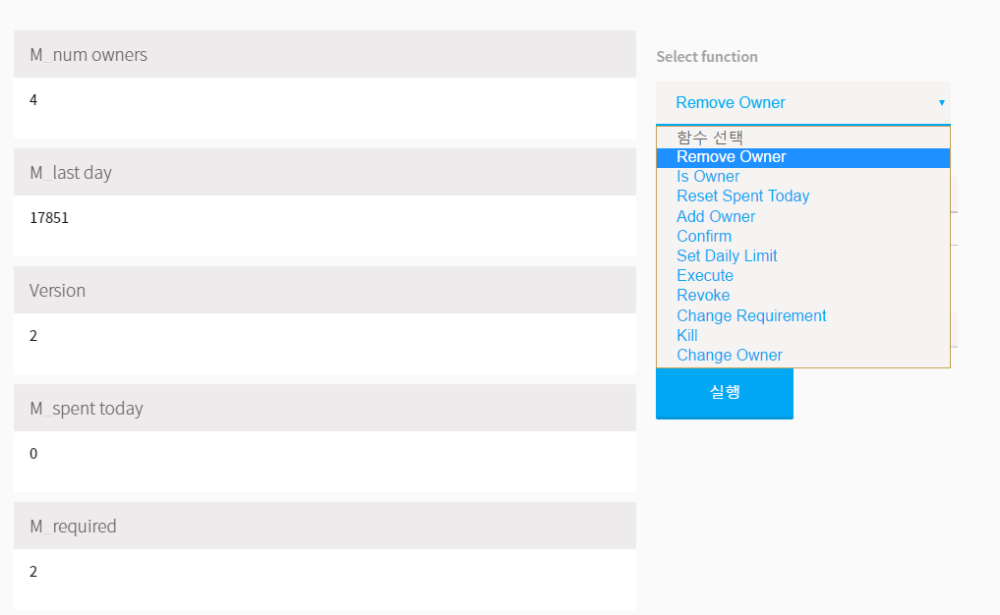 M_num owners
4
M_last day
17851
Version
2
M_spent today
0
M_required
2
Select function
Remove Owner
함수 선택
Remove Owner
Is Owner
Reset Spent Today
Add Owner
Confirm
Set Daily Limit
Execute
Revoke
Change Requirement
Kill
Change Owner
실행